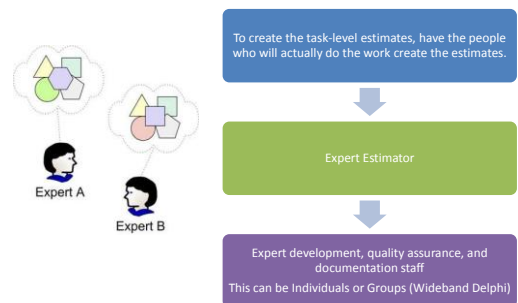 To create the task-level estimates, have the people
who will actually do the work create the estimates.
Expert A
Expert B
Expert Estimator
Expert development, quality assurance, and
documentation staff
This can be Individuals or Groups (Wideband Delphi)